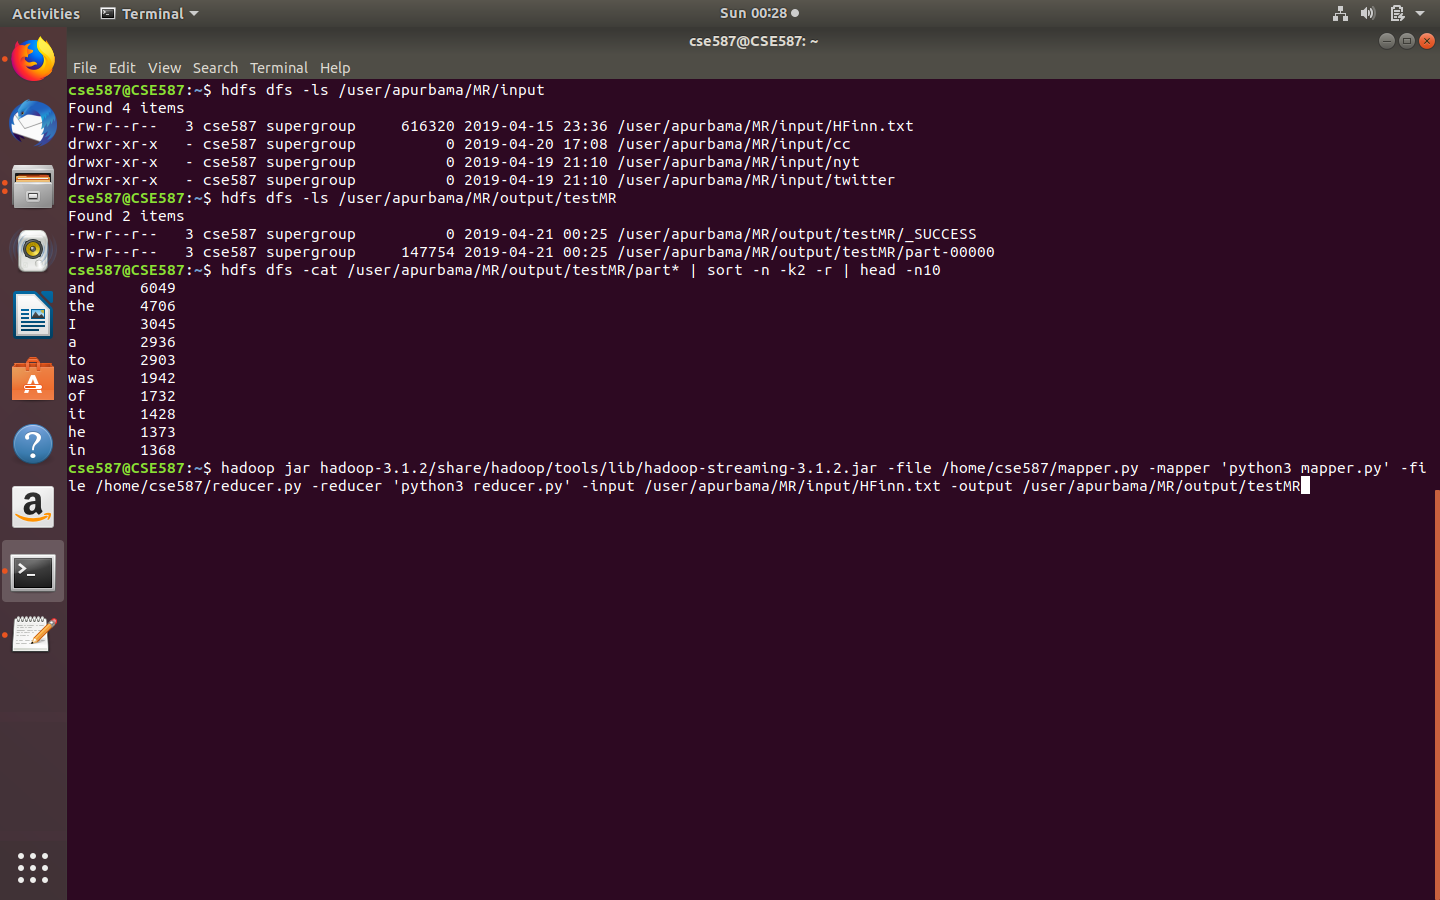 Activities Terminal Sun 00:28
cse587@CSE587: ~
File Edit View Search Terminal Help
cse587@CSE587:~$ hdfs dfs -ls /user/apurbama/MR/input
Found 4 items
-rw-r--r--   3 cse587 supergroup     616320 2019-04-15 23:36 /user/apurbama/MR/input/HFinn.txt
drwxr-xr-x   - cse587 supergroup          0 2019-04-20 17:08 /user/apurbama/MR/input/cc
drwxr-xr-x   - cse587 supergroup          0 2019-04-19 21:10 /user/apurbama/MR/input/nyt
drwxr-xr-x   - cse587 supergroup          0 2019-04-19 21:10 /user/apurbama/MR/input/twitter
cse587@CSE587:~$ hdfs dfs -ls /user/apurbama/MR/output/testMR
Found 2 items
-rw-r--r--   3 cse587 supergroup          0 2019-04-21 00:25 /user/apurbama/MR/output/testMR/_SUCCESS
-rw-r--r--   3 cse587 supergroup     147754 2019-04-21 00:25 /user/apurbama/MR/output/testMR/part-00000
cse587@CSE587:~$ hdfs dfs -cat /user/apurbama/MR/output/testMR/part* | sort -n -k2 -r | head -n10
and     6049
the     4706
I       3045
a       2936
to      2903
was     1942
of      1732
it      1428
he      1373
in      1368
cse587@CSE587:~$ hadoop jar hadoop-3.1.2/share/hadoop/tools/lib/hadoop-streaming-3.1.2.jar -file /home/cse587/mapper.py -mapper 'python3 mapper.py' -fi
le /home/cse587/reducer.py -reducer 'python3 reducer.py' -input /user/apurbama/MR/input/HFinn.txt -output /user/apurbama/MR/output/testMR